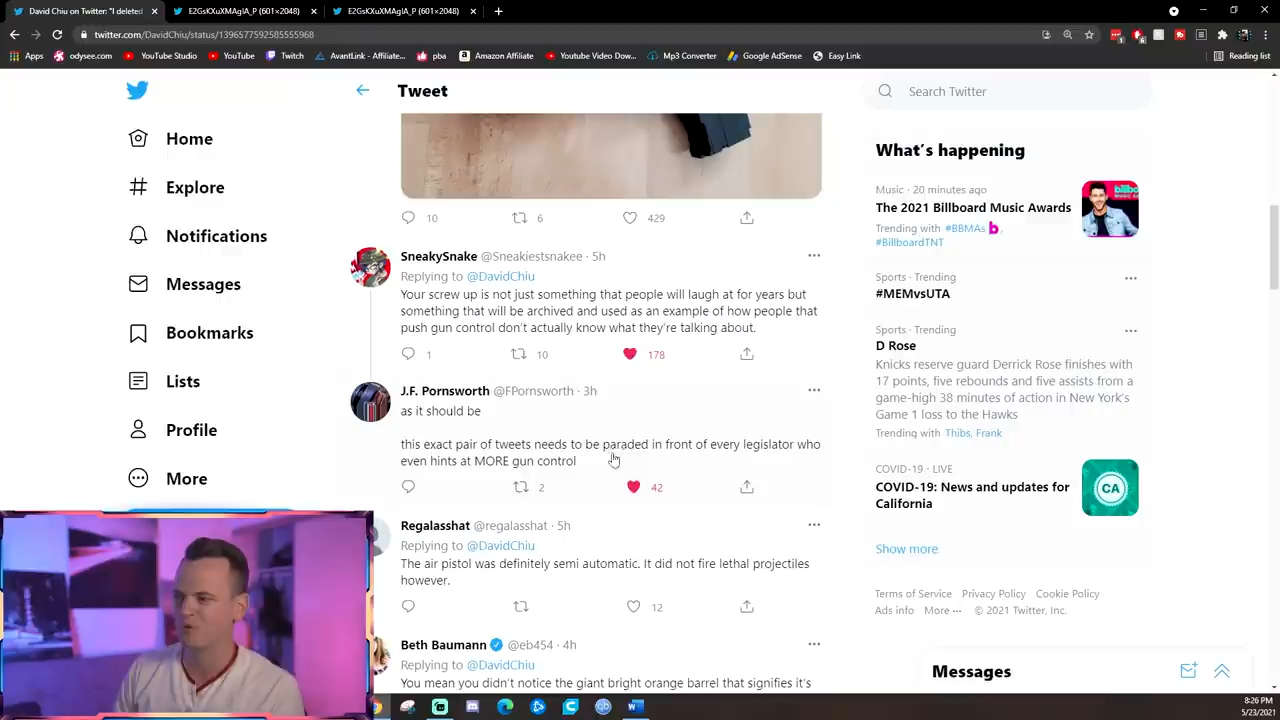 David Chiu on Twitter: "I deleted
E2GsKXuXMAgIA_P (601×2048)
E2GsKXuXMAgIA_P (601×2048)
twitter.com/DavidChiu/status/1396577592585555968
Apps
odysee.com
YouTube Studio
YouTube
Twitch
AvantLink - Affiliate...
pba
Amazon Affiliate
Youtube Video Dow...
Mp3 Converter
Google AdSense
Easy Link
Reading list
Home
Explore
Notifications
Messages
Bookmarks
Lists
Profile
More
Tweet
10 6 429
SneakySnake @Sneakiestsnakee · 5h
Replying to @DavidChiu
Your screw up is not just something that people will laugh at for years but
something that will be archived and used as an example of how people that
push gun control don't actually know what they're talking about.
1 10 178
J.F. Pornsworth @FPornsworth · 3h
as it should be
this exact pair of tweets needs to be paraded in front of every legislator who
even hints at MORE gun control
2 42
Regalasshat @regalasshat · 5h
Replying to @DavidChiu
The air pistol was definitely semi automatic. It did not fire lethal projectiles
however.
12
Beth Baumann @eb454 · 4h
Replying to @DavidChiu
You mean you didn't notice the giant bright orange barrel that signifies it's
Search Twitter
What's happening
Music · 20 minutes ago
The 2021 Billboard Music Awards
Trending with #BBMAs,
#BillboardTNT
Sports · Trending
#MEMvsUTA
Sports · Trending
D Rose
Knicks reserve guard Derrick Rose finishes with
17 points, five rebounds and five assists from a
game-high 38 minutes of action in New York's
Game 1 loss to the Hawks
Trending with Thibs, Frank
COVID-19 · LIVE
COVID-19: News and updates for
California
CA
Show more
Terms of Service Privacy Policy Cookie Policy
Ads info More ··· © 2021 Twitter, Inc.
Messages
8:26 PM
5/23/2021